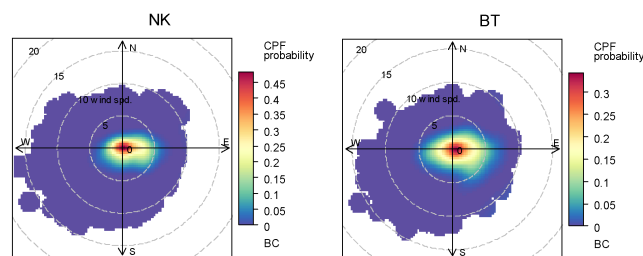 NK
BT
20
15
10 wind spd.
5
0
N
W
E
S
CPF
probability
0.45
0.4
0.35
0.3
0.25
0.2
0.15
0.1
0.05
0
BC
20
15
10 wind spd.
5
0
N
W
E
S
CPF
probability
0.3
0.25
0.2
0.15
0.1
0.05
0
BC